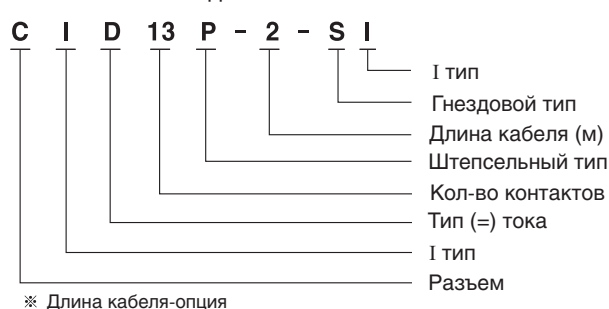 C I D 13 P - 2 - S I
I тип
Гнездовой тип
Длина кабеля (м)
Штепсельный тип
Кол-во контактов
Тип (=) тока
I тип
Разъем
※ Длина кабеля-опция